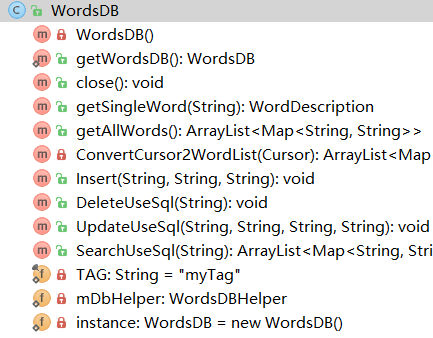 WordsDB
WordsDB()
getWordsDB(): WordsDB
close(): void
getSingleWord(String): WordDescription
getAllWords(): ArrayList<Map<String, String>>
ConvertCursor2WordList(Cursor): ArrayList<Map
Insert(String, String, String): void
DeleteUseSql(String): void
UpdateUseSql(String, String, String, String): void
SearchUseSql(String): ArrayList<Map<String, Stri
TAG: String = "myTag"
mDbHelper: WordsDBHelper
instance: WordsDB = new WordsDB()